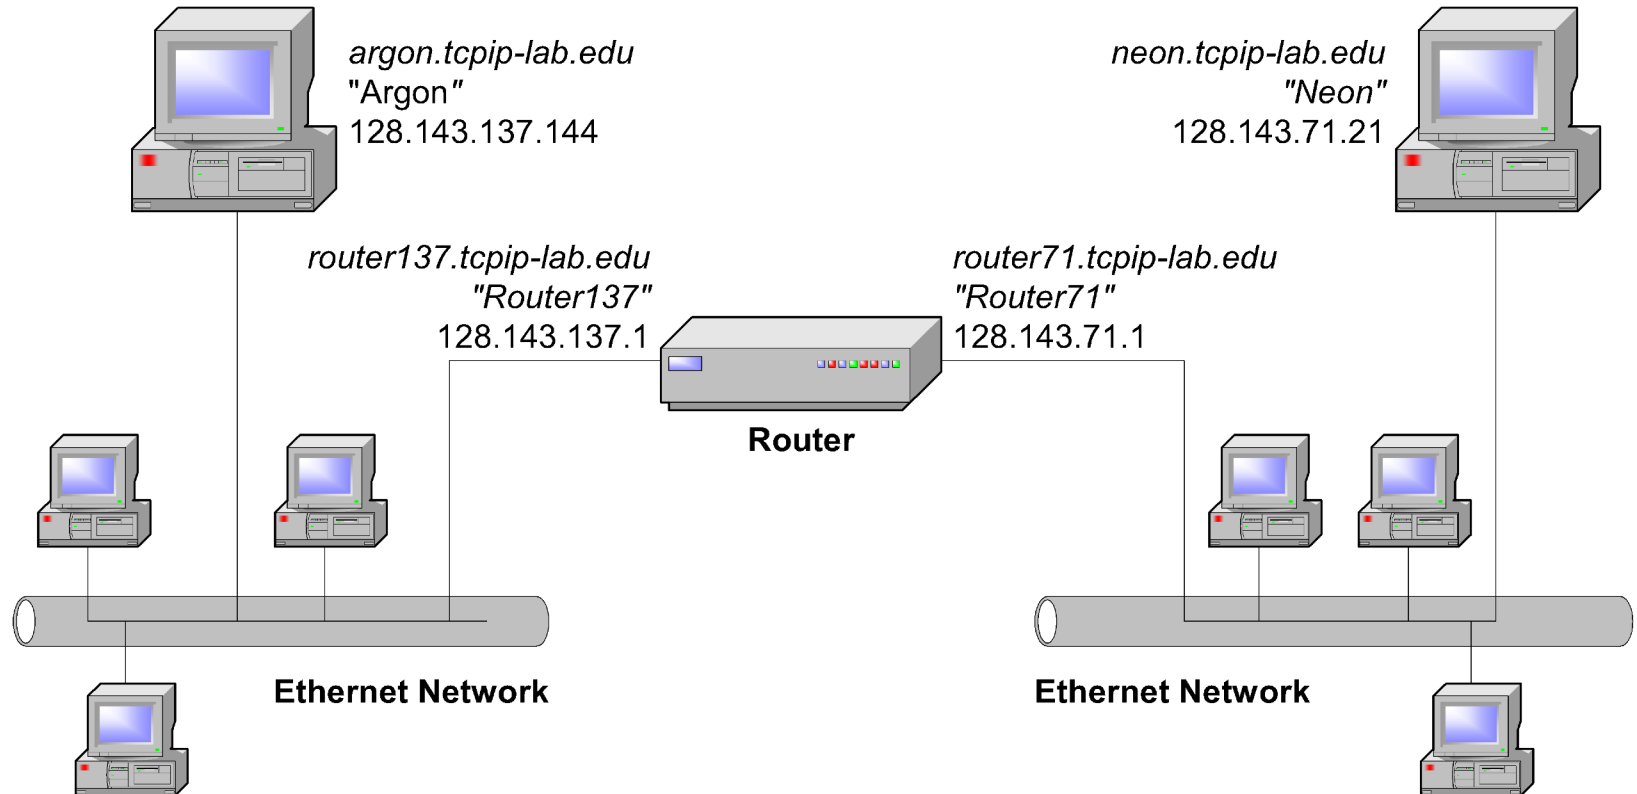 argon.tcpip-lab.edu
"Argon"
128.143.137.144
neon.tcpip-lab.edu
"Neon"
128.143.71.21
router137.tcpip-lab.edu
"Router137"
128.143.137.1
router71.tcpip-lab.edu
"Router71"
128.143.71.1
Router
Ethernet Network
Ethernet Network